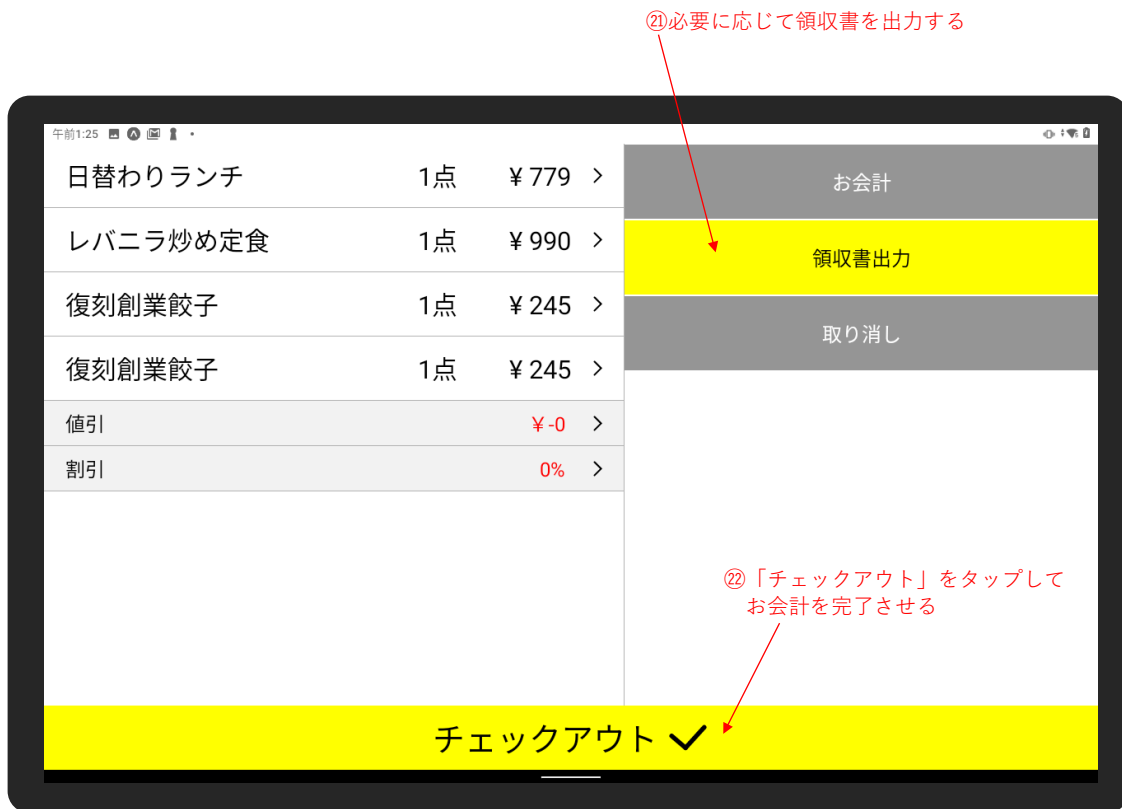 ㉑必要に応じて領収書を出力する
午前1:25
日替わりランチ 1点 ¥ 779
レバニラ炒め定食 1点 ¥ 990
復刻創業餃子 1点 ¥ 245
復刻創業餃子 1点 ¥ 245
値引 ¥ -0
割引 0%
お会計
領収書出力
取り消し
㉒「チェックアウト」をタップして
お会計を完了させる
チェックアウト